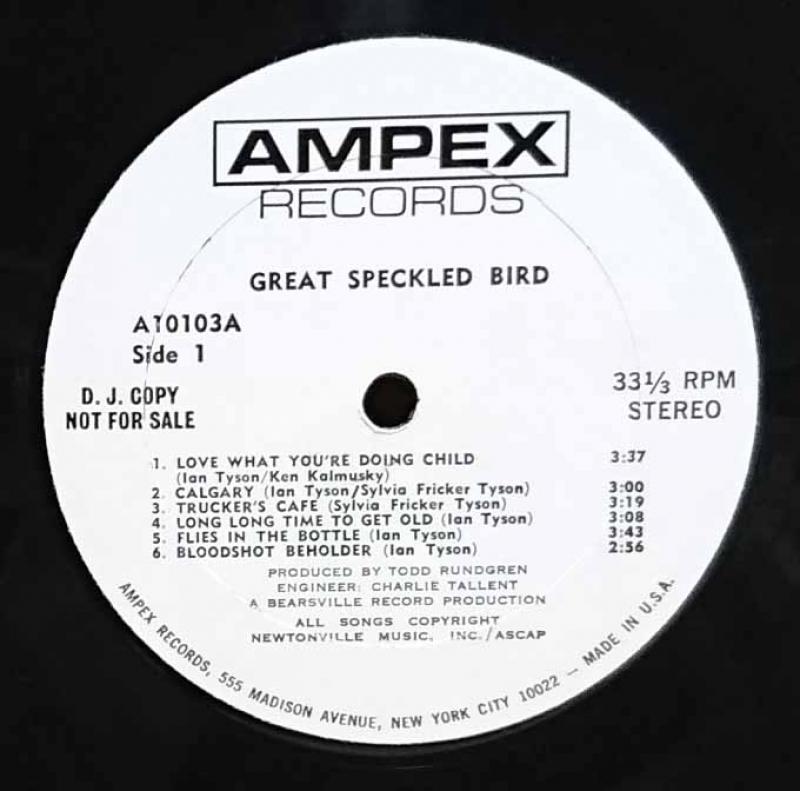 AMPEX
RECORDS
GREAT SPECKLED BIRD
A10103A
Side 1
D. J. COPY
NOT FOR SALE
33 1/3 RPM
STEREO
1. LOVE WHAT YOU'RE DOING CHILD 3:37
(Ian Tyson/Ken Kalmusky)
2. CALGARY (Ian Tyson/Sylvia Fricker Tyson) 3:00
3. TRUCKER'S CAFE (Sylvia Fricker Tyson) 3:19
4. LONG LONG TIME TO GET OLD (Ian Tyson) 3:08
5. FLIES IN THE BOTTLE (Ian Tyson) 3:43
6. BLOODSHOT BEHOLDER (Ian Tyson) 2:56
PRODUCED BY TODD RUNDGREN
ENGINEER: CHARLIE TALLENT
A BEARSVILLE RECORD PRODUCTION
ALL SONGS COPYRIGHT
NEWTONVILLE MUSIC, INC./ASCAP
AMPEX RECORDS, 555 MADISON AVENUE, NEW YORK CITY 10022 — MADE IN U.S.A.